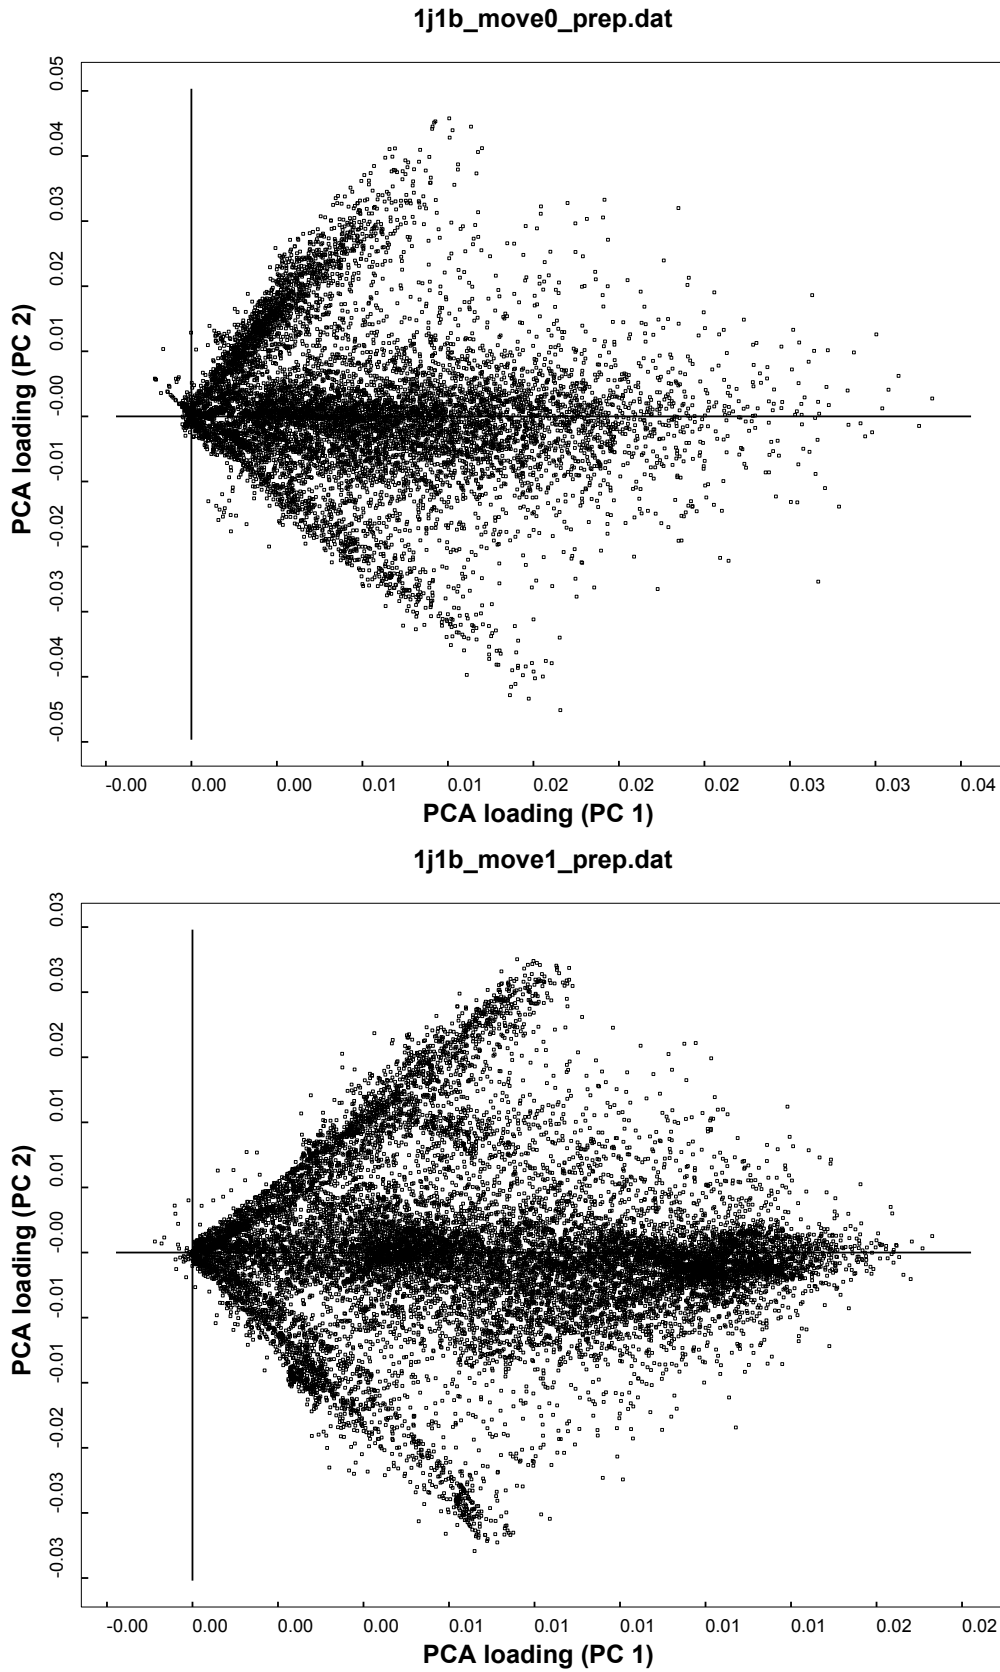 1j1b_move0_prep.dat
PCA loading (PC 2)
0.05
0.04
0.03
0.02
0.01
-0.00
-0.01
-0.02
-0.03
-0.04
-0.05
-0.00 0.00 0.00 0.01 0.01 0.02 0.02 0.02 0.03 0.03 0.04
PCA loading (PC 1)
1j1b_move1_prep.dat
PCA loading (PC 2)
0.03
0.03
0.02
0.01
0.01
-0.00
-0.01
-0.01
-0.02
-0.03
-0.03
-0.00 0.00 0.00 0.00 0.01 0.01 0.01 0.01 0.01 0.02 0.02
PCA loading (PC 1)